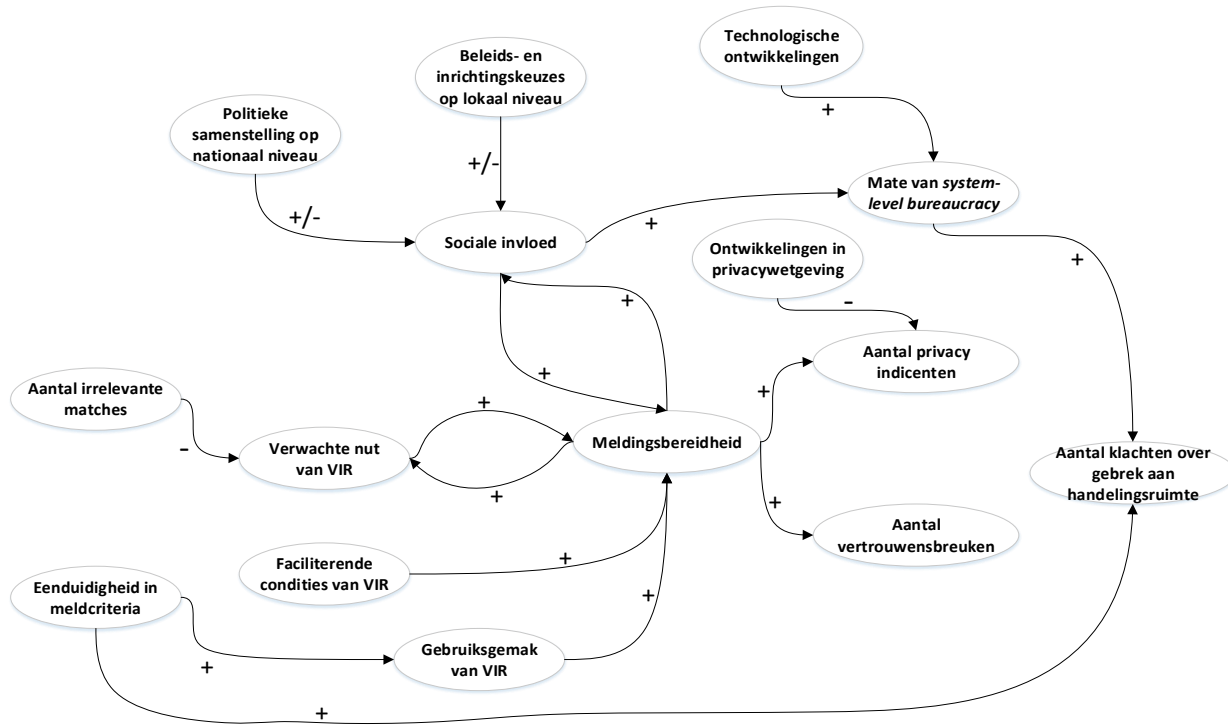 Technologische
ontwikkelingen
Beleids- en
inrichtingskeuzes
op lokaal niveau
Politieke
samenstelling op
nationaal niveau
+
+/-
+/-
Mate van system-
level bureaucracy
Sociale invloed
+
Ontwikkelingen in
privacywetgeving
+
+
-
Aantal privacy
indicenten
+
+
Aantal irrelevante
matches
-
+
Verwachte nut
van VIR
Meldingsbereidheid
+
+
Aantal klachten over
gebrek aan
handelingsruimte
Aantal
vertrouwensbreuken
Faciliterende
condities van VIR
+
Eenduidigheid in
meldcriteria
+
+
Gebruiksgemak
van VIR
+